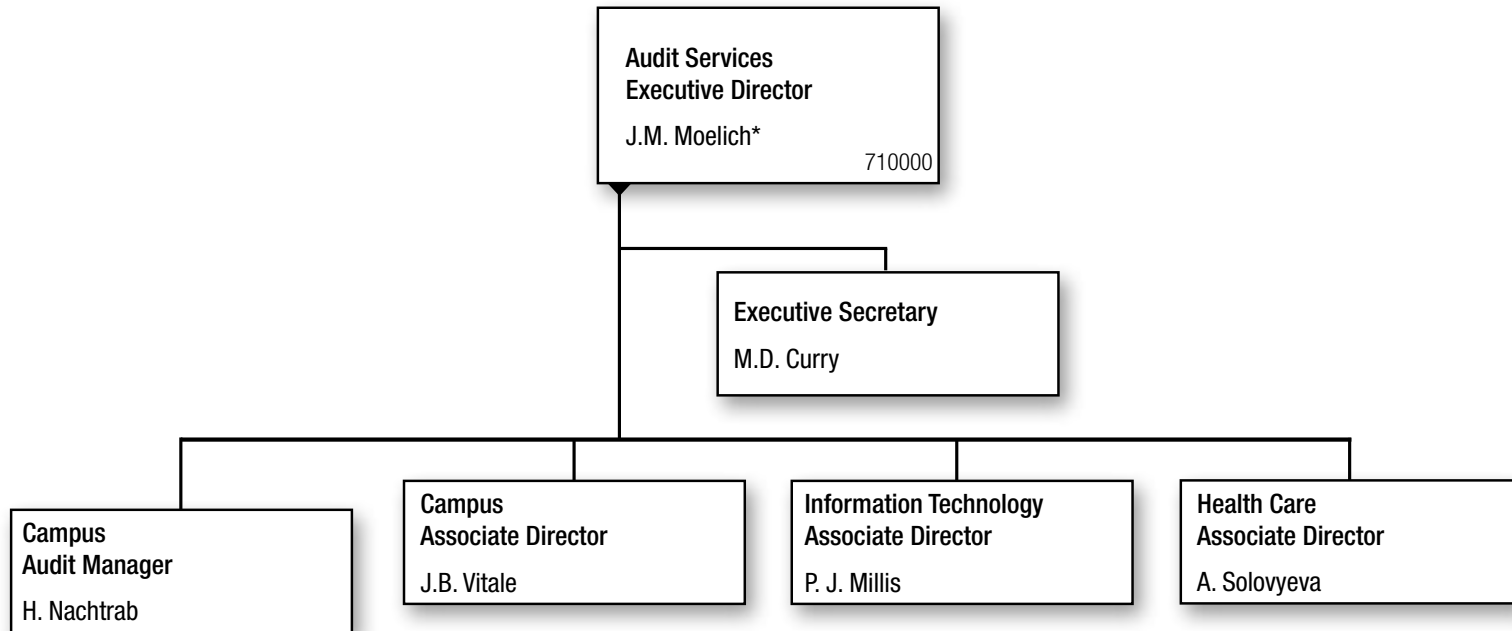 Audit Services
Executive Director
J.M. Moelich*
710000
Executive Secretary
M.D. Curry
Campus
Audit Manager
H. Nachtrab
Campus
Associate Director
J.B. Vitale
Information Technology
Associate Director
P. J. Millis
Health Care
Associate Director
A. Solovyeva